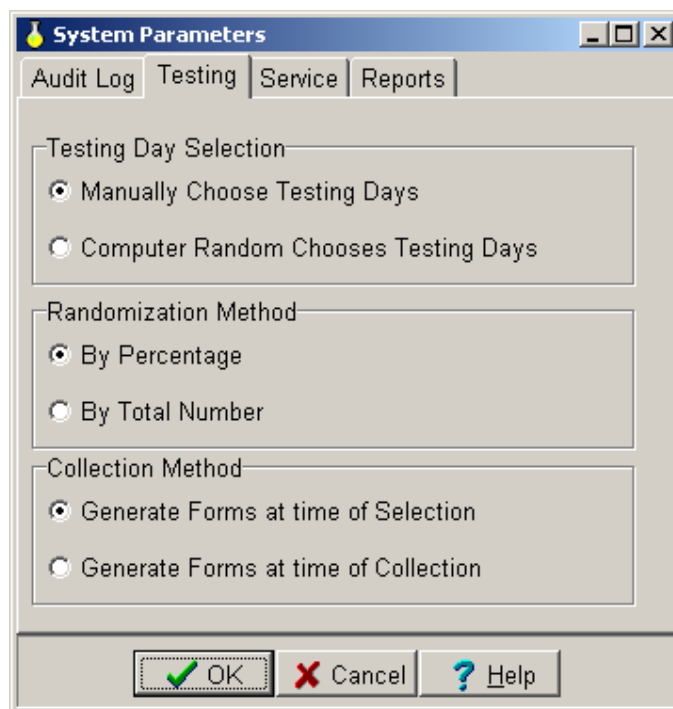 System Parameters
Audit Log Testing Service Reports
Testing Day Selection
Manually Choose Testing Days
Computer Random Chooses Testing Days
Randomization Method
By Percentage
By Total Number
Collection Method
Generate Forms at time of Selection
Generate Forms at time of Collection
OK Cancel Help